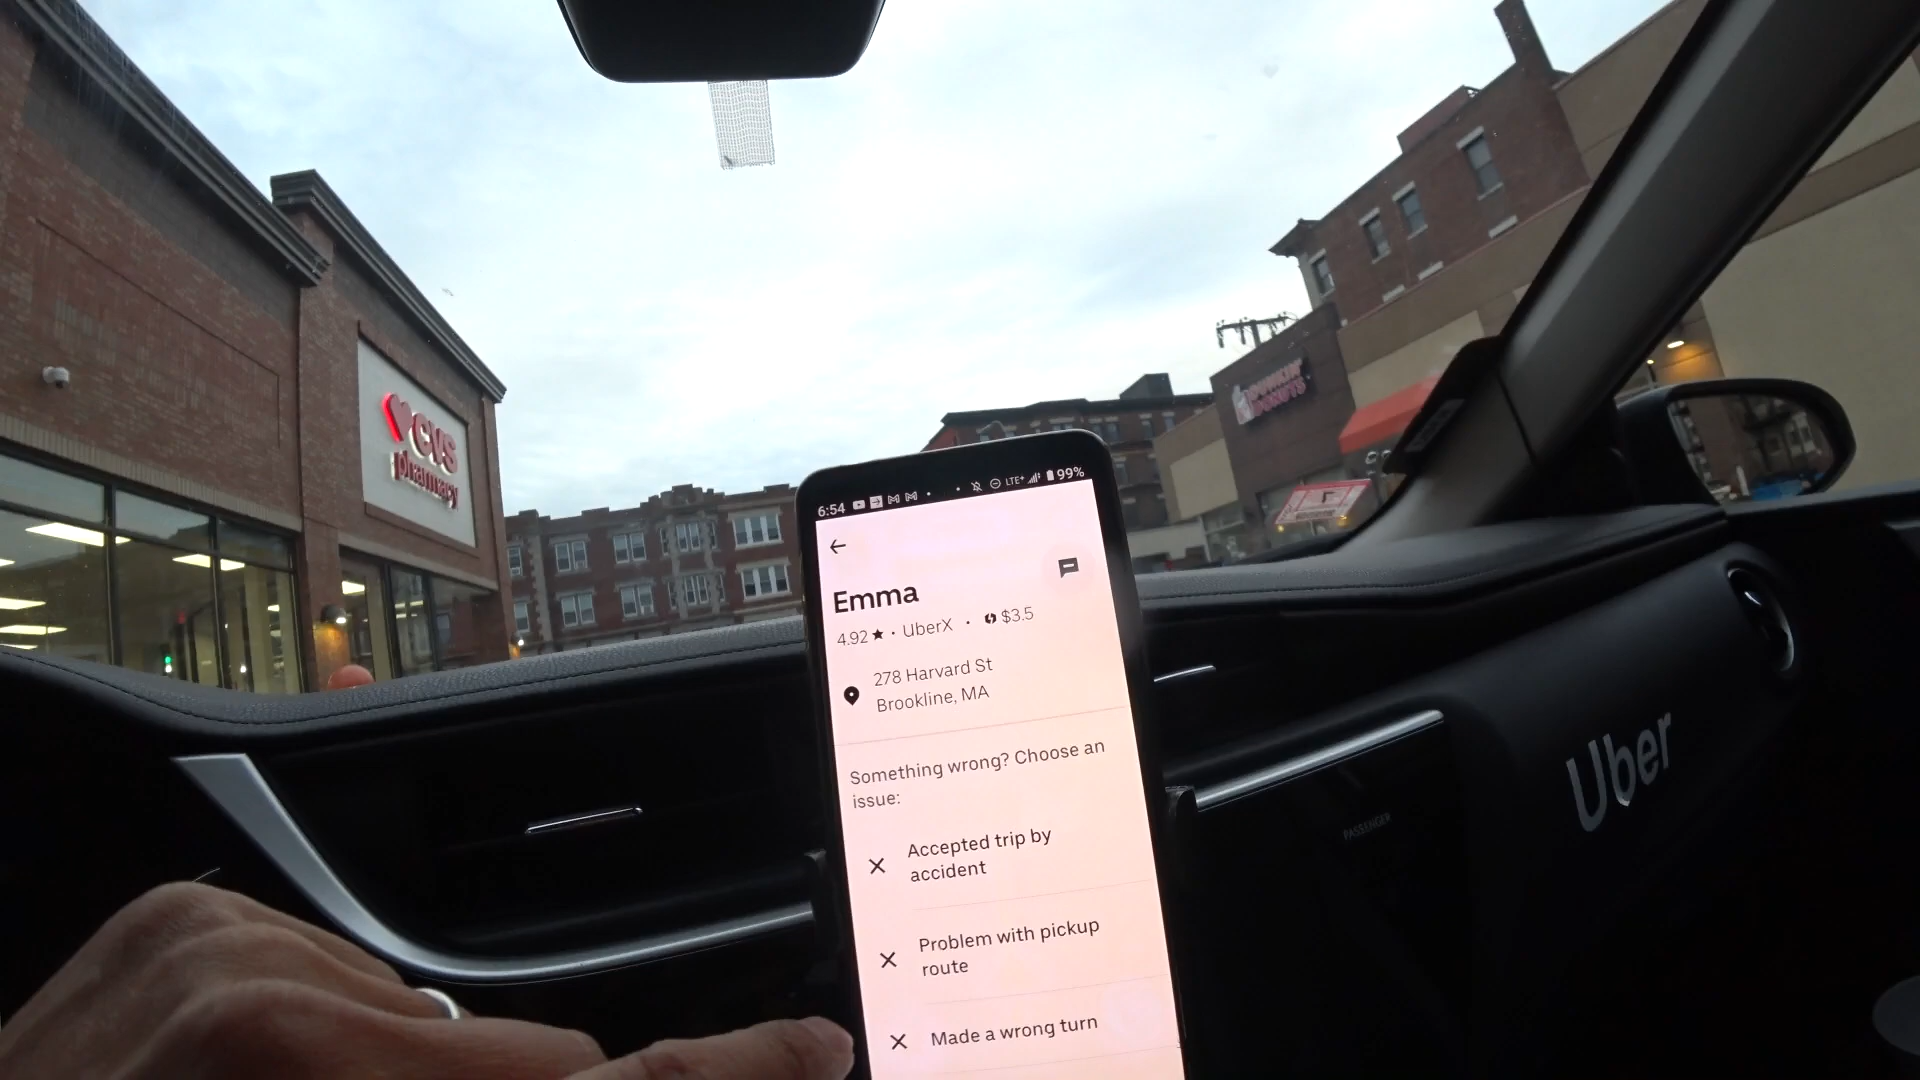 CVS
pharmacy
DUNKIN'
DONUTS
6:54
LTE+
99%
Emma
4.92 ★ · UberX · $3.5
278 Harvard St
Brookline, MA
Something wrong? Choose an
issue:
Accepted trip by
accident
Problem with pickup
route
Made a wrong turn
PASSENGER
Uber